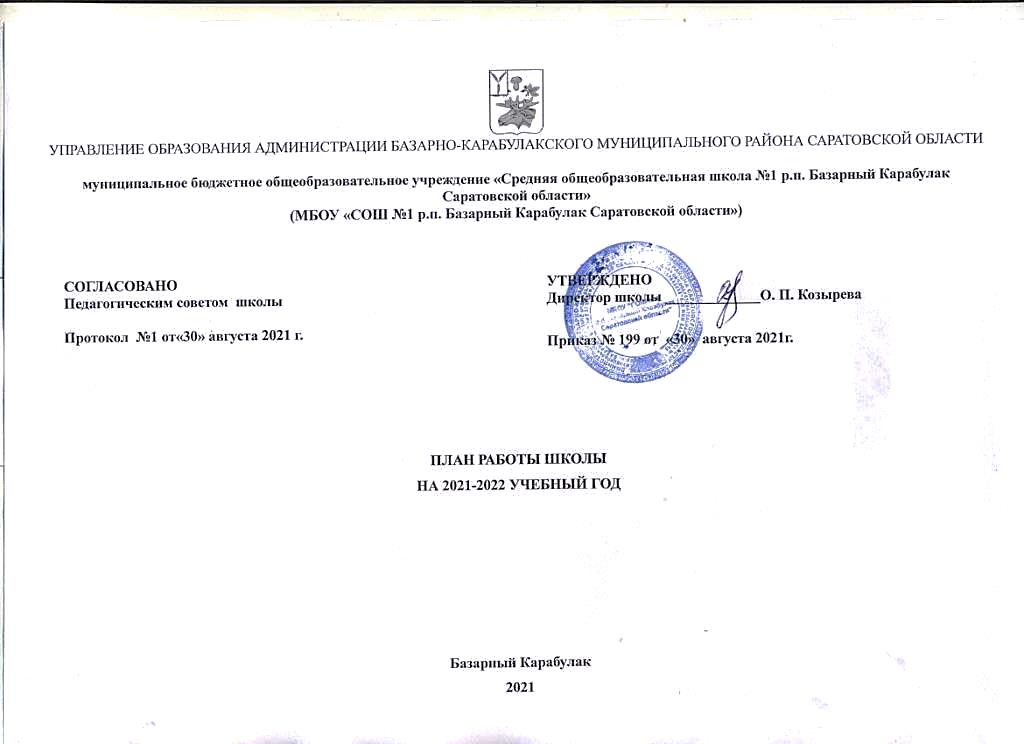 УПРАВЛЕНИЕ ОБРАЗОВАНИЯ АДМИНИСТРАЦИИ БАЗАРНО-КАРАБУЛАКСКОГО МУНИЦИПАЛЬНОГО РАЙОНА САРАТОВСКОЙ ОБЛАСТИ
муниципальное бюджетное общеобразовательное учреждение «Средняя общеобразовательная школа №1 р.п. Базарный Карабулак
Саратовской области»
(МБОУ «СОШ №1 р.п. Базарный Карабулак Саратовской области»)
СОГЛАСОВАНО
Педагогическим советом школы
Протокол №1 от«30» августа 2021 г.
УТВЕРЖДЕНО
Директор школы О. П. Козырева
Приказ № 199 от «30» августа 2021г.
Саратовской области"
ПЛАН РАБОТЫ ШКОЛЫ
НА 2021-2022 УЧЕБНЫЙ ГОД
Базарный Карабулак
2021